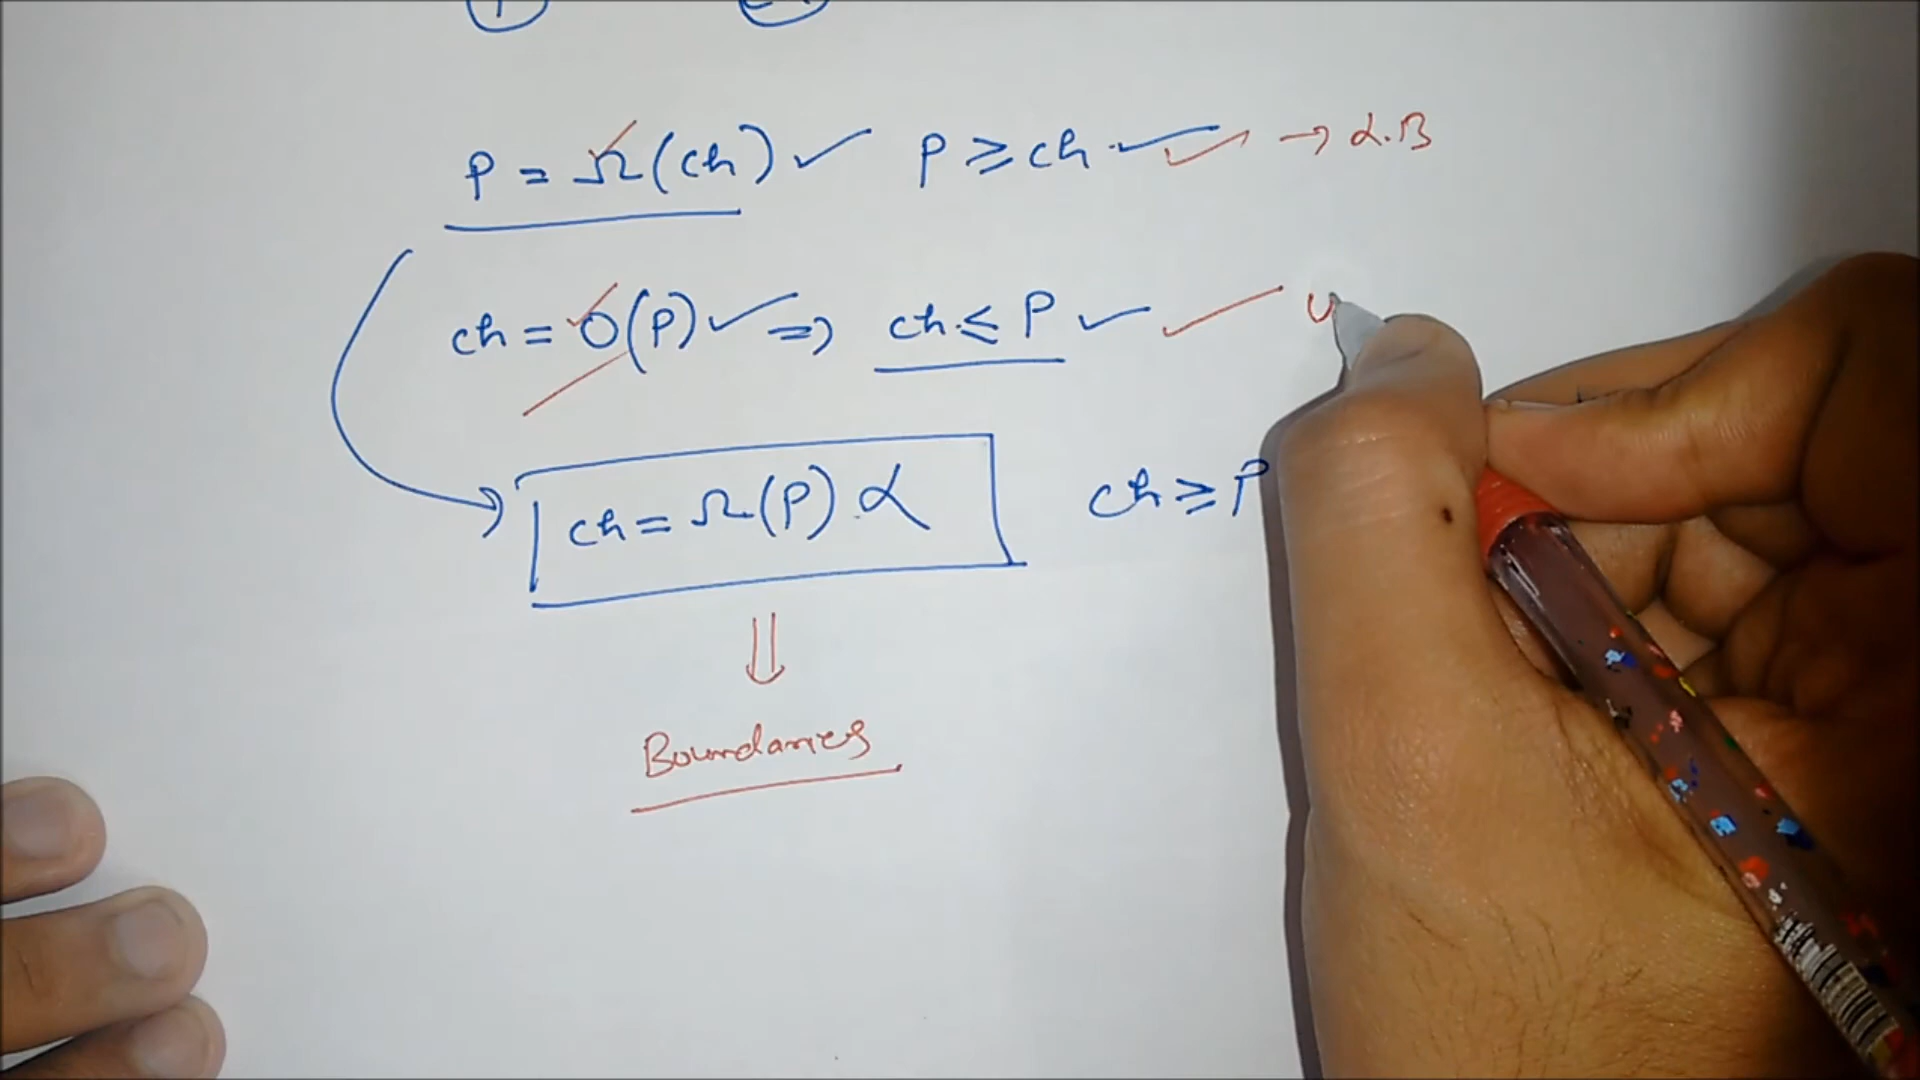 P = Ω(ch) ✓ P ≥ ch ✓ → L.B
ch = O(P) ✓ => ch ≤ P ✓ U
ch = Ω(P) α ch ≥ P
⇓
Boundaries